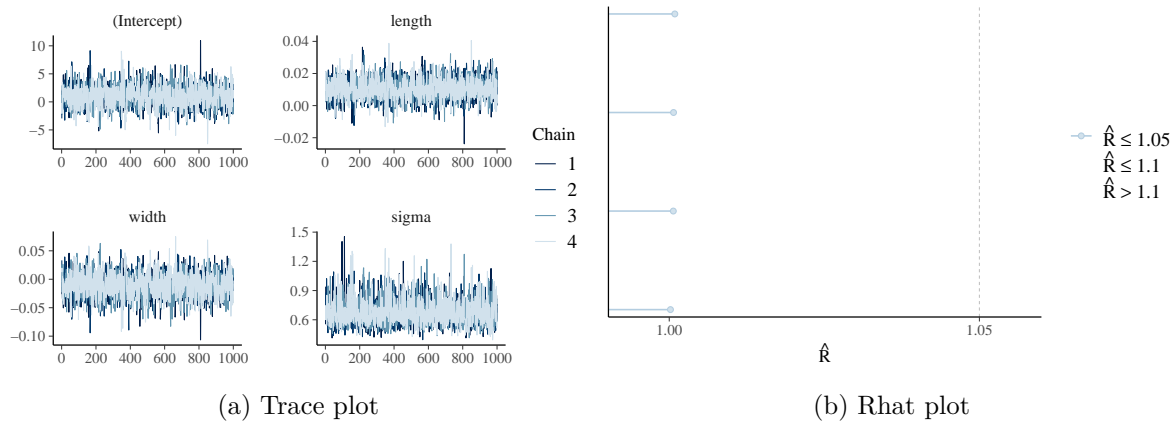 (Intercept)
10
5
0
−5
0 200 400 600 800 1000
length
0.04
0.02
0.00
−0.02
0 200 400 600 800 1000
width
0.05
0.00
−0.05
−0.10
0 200 400 600 800 1000
sigma
1.5
1.2
0.9
0.6
0 200 400 600 800 1000
Chain
1
2
3
4
(a) Trace plot
1.00 1.05
R̂
R̂ ≤ 1.05
R̂ ≤ 1.1
R̂ > 1.1
(b) Rhat plot